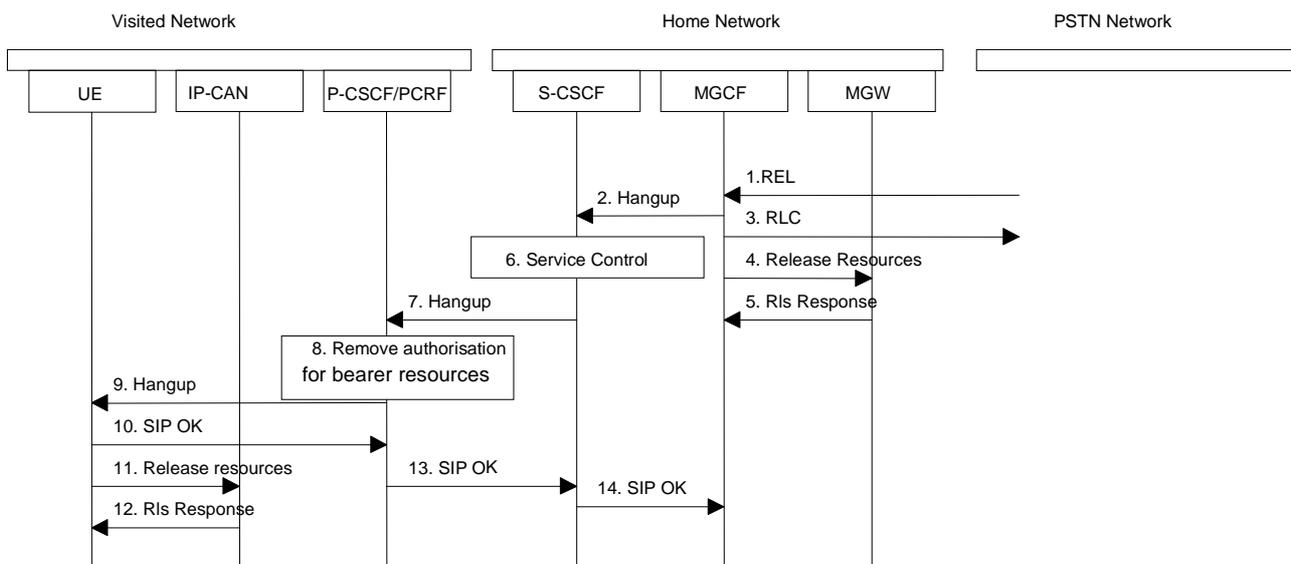 Visited Network
Home Network
PSTN Network
UE
IP-CAN
P-CSCF/PCRF
S-CSCF
MGCF
MGW
1.REL
2. Hangup
3. RLC
6. Service Control
4. Release Resources
7. Hangup
5. Rls Response
8. Remove authorisation
for bearer resources
9. Hangup
10. SIP OK
11. Release resources
13. SIP OK
14. SIP OK
12. Rls Response